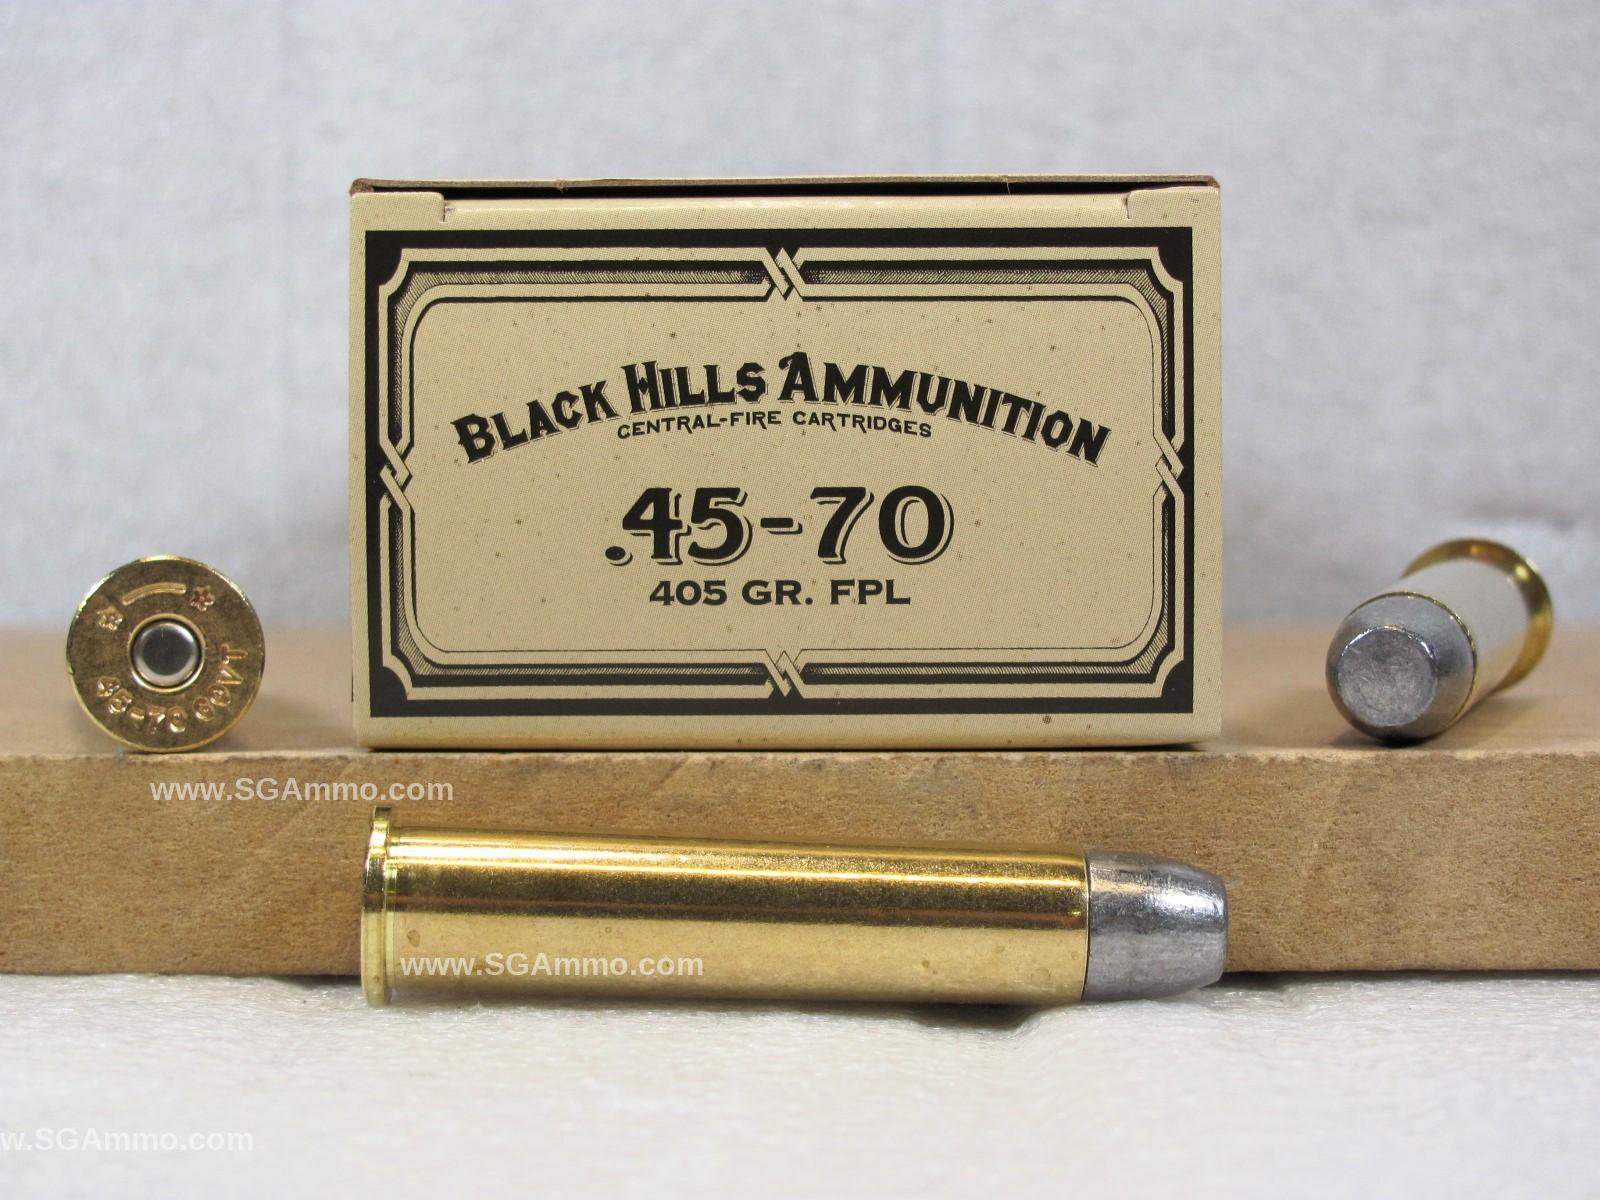 BLACK HILLS AMMUNITION
CENTRAL-FIRE CARTRIDGES
.45-70
405 GR. FPL
45-70 GOVT
www.SGAmmo.com
www.SGAmmo.com
w.SGAmmo.com